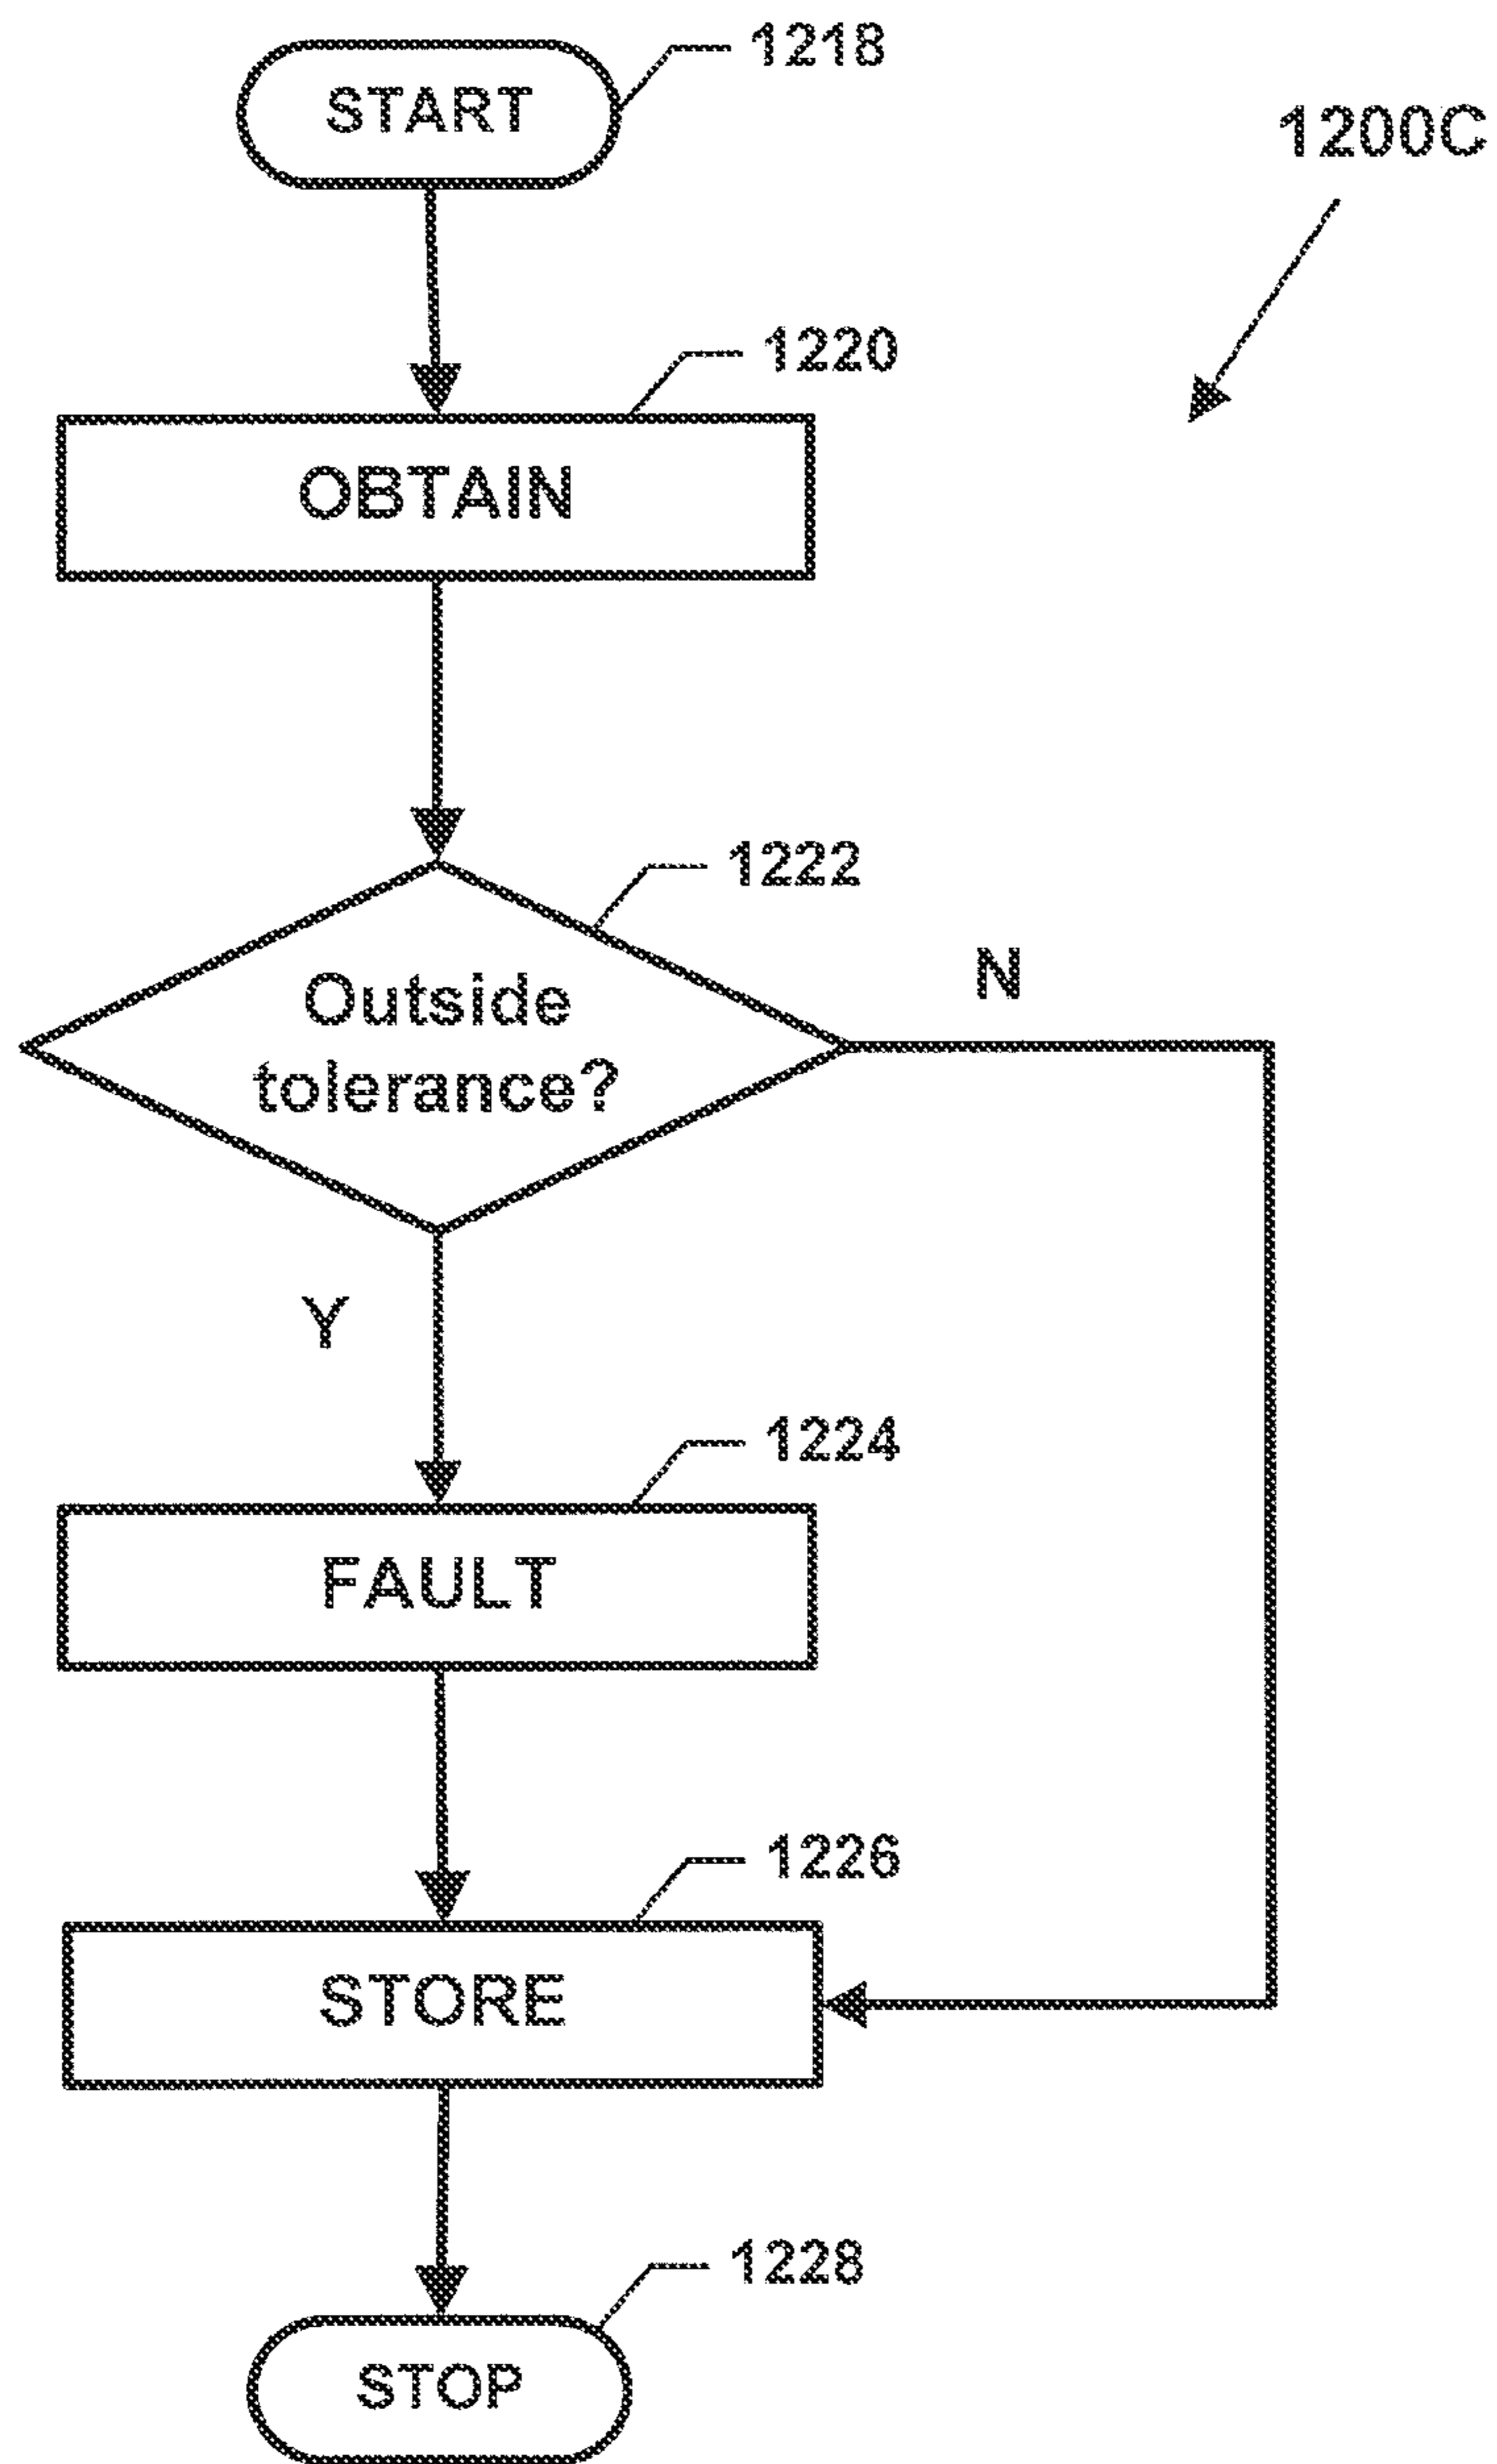 1218
START
1200C
1220
OBTAIN
1222
Outside
tolerance?
N
Y
1224
FAULT
1226
STORE
1228
STOP